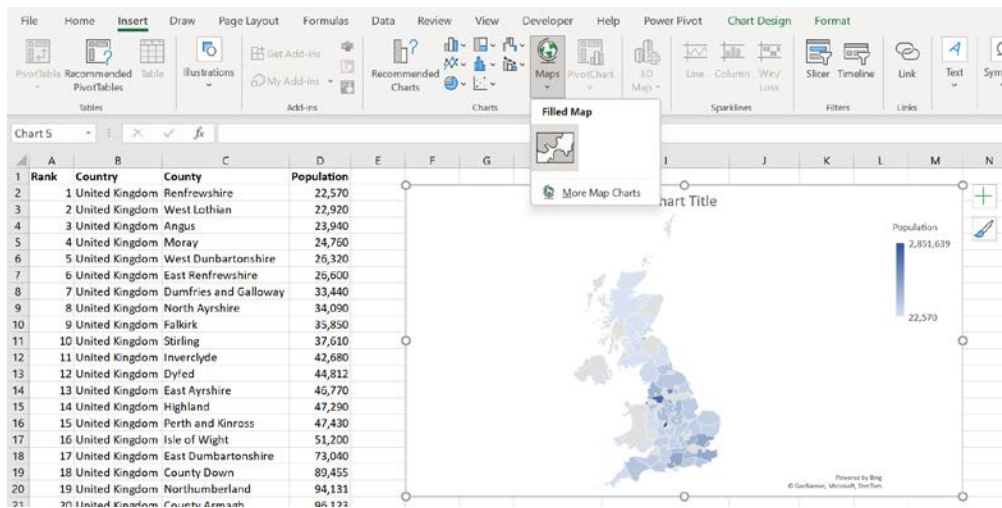 File Home Insert Draw Page Layout Formulas Data Review View Developer Help Power Pivot Chart Design Format
PivotTable Recommended PivotTables Table Illustrations Get Add-ins My Add-ins Recommended Charts Maps PivotChart 3D Map Line Column Win/Loss Slicer Timeline Link Text
Tables Add-ins Charts Sparklines Filters Links
Filled Map
More Map Charts
Chart 5 fx
A B C D E F G I J K L M N
1 Rank Country County Population
2 1 United Kingdom Renfrewshire 22,570
3 2 United Kingdom West Lothian 22,920
4 3 United Kingdom Angus 23,940
5 4 United Kingdom Moray 24,760
6 5 United Kingdom West Dunbartonshire 26,320
7 6 United Kingdom East Renfrewshire 26,600
8 7 United Kingdom Dumfries and Galloway 33,440
9 8 United Kingdom North Ayrshire 34,090
10 9 United Kingdom Falkirk 35,850
11 10 United Kingdom Stirling 37,610
12 11 United Kingdom Inverclyde 42,680
13 12 United Kingdom Dyfed 44,812
14 13 United Kingdom East Ayrshire 46,770
15 14 United Kingdom Highland 47,290
16 15 United Kingdom Perth and Kinross 47,430
17 16 United Kingdom Isle of Wight 51,200
18 17 United Kingdom East Dumbartonshire 73,040
19 18 United Kingdom County Down 89,455
20 19 United Kingdom Northumberland 94,131
21 20 United Kingdom County Armagh 96,123
hart Title
Population
2,851,639
22,570
Powered by Bing
© GeoNames, Microsoft, TomTom